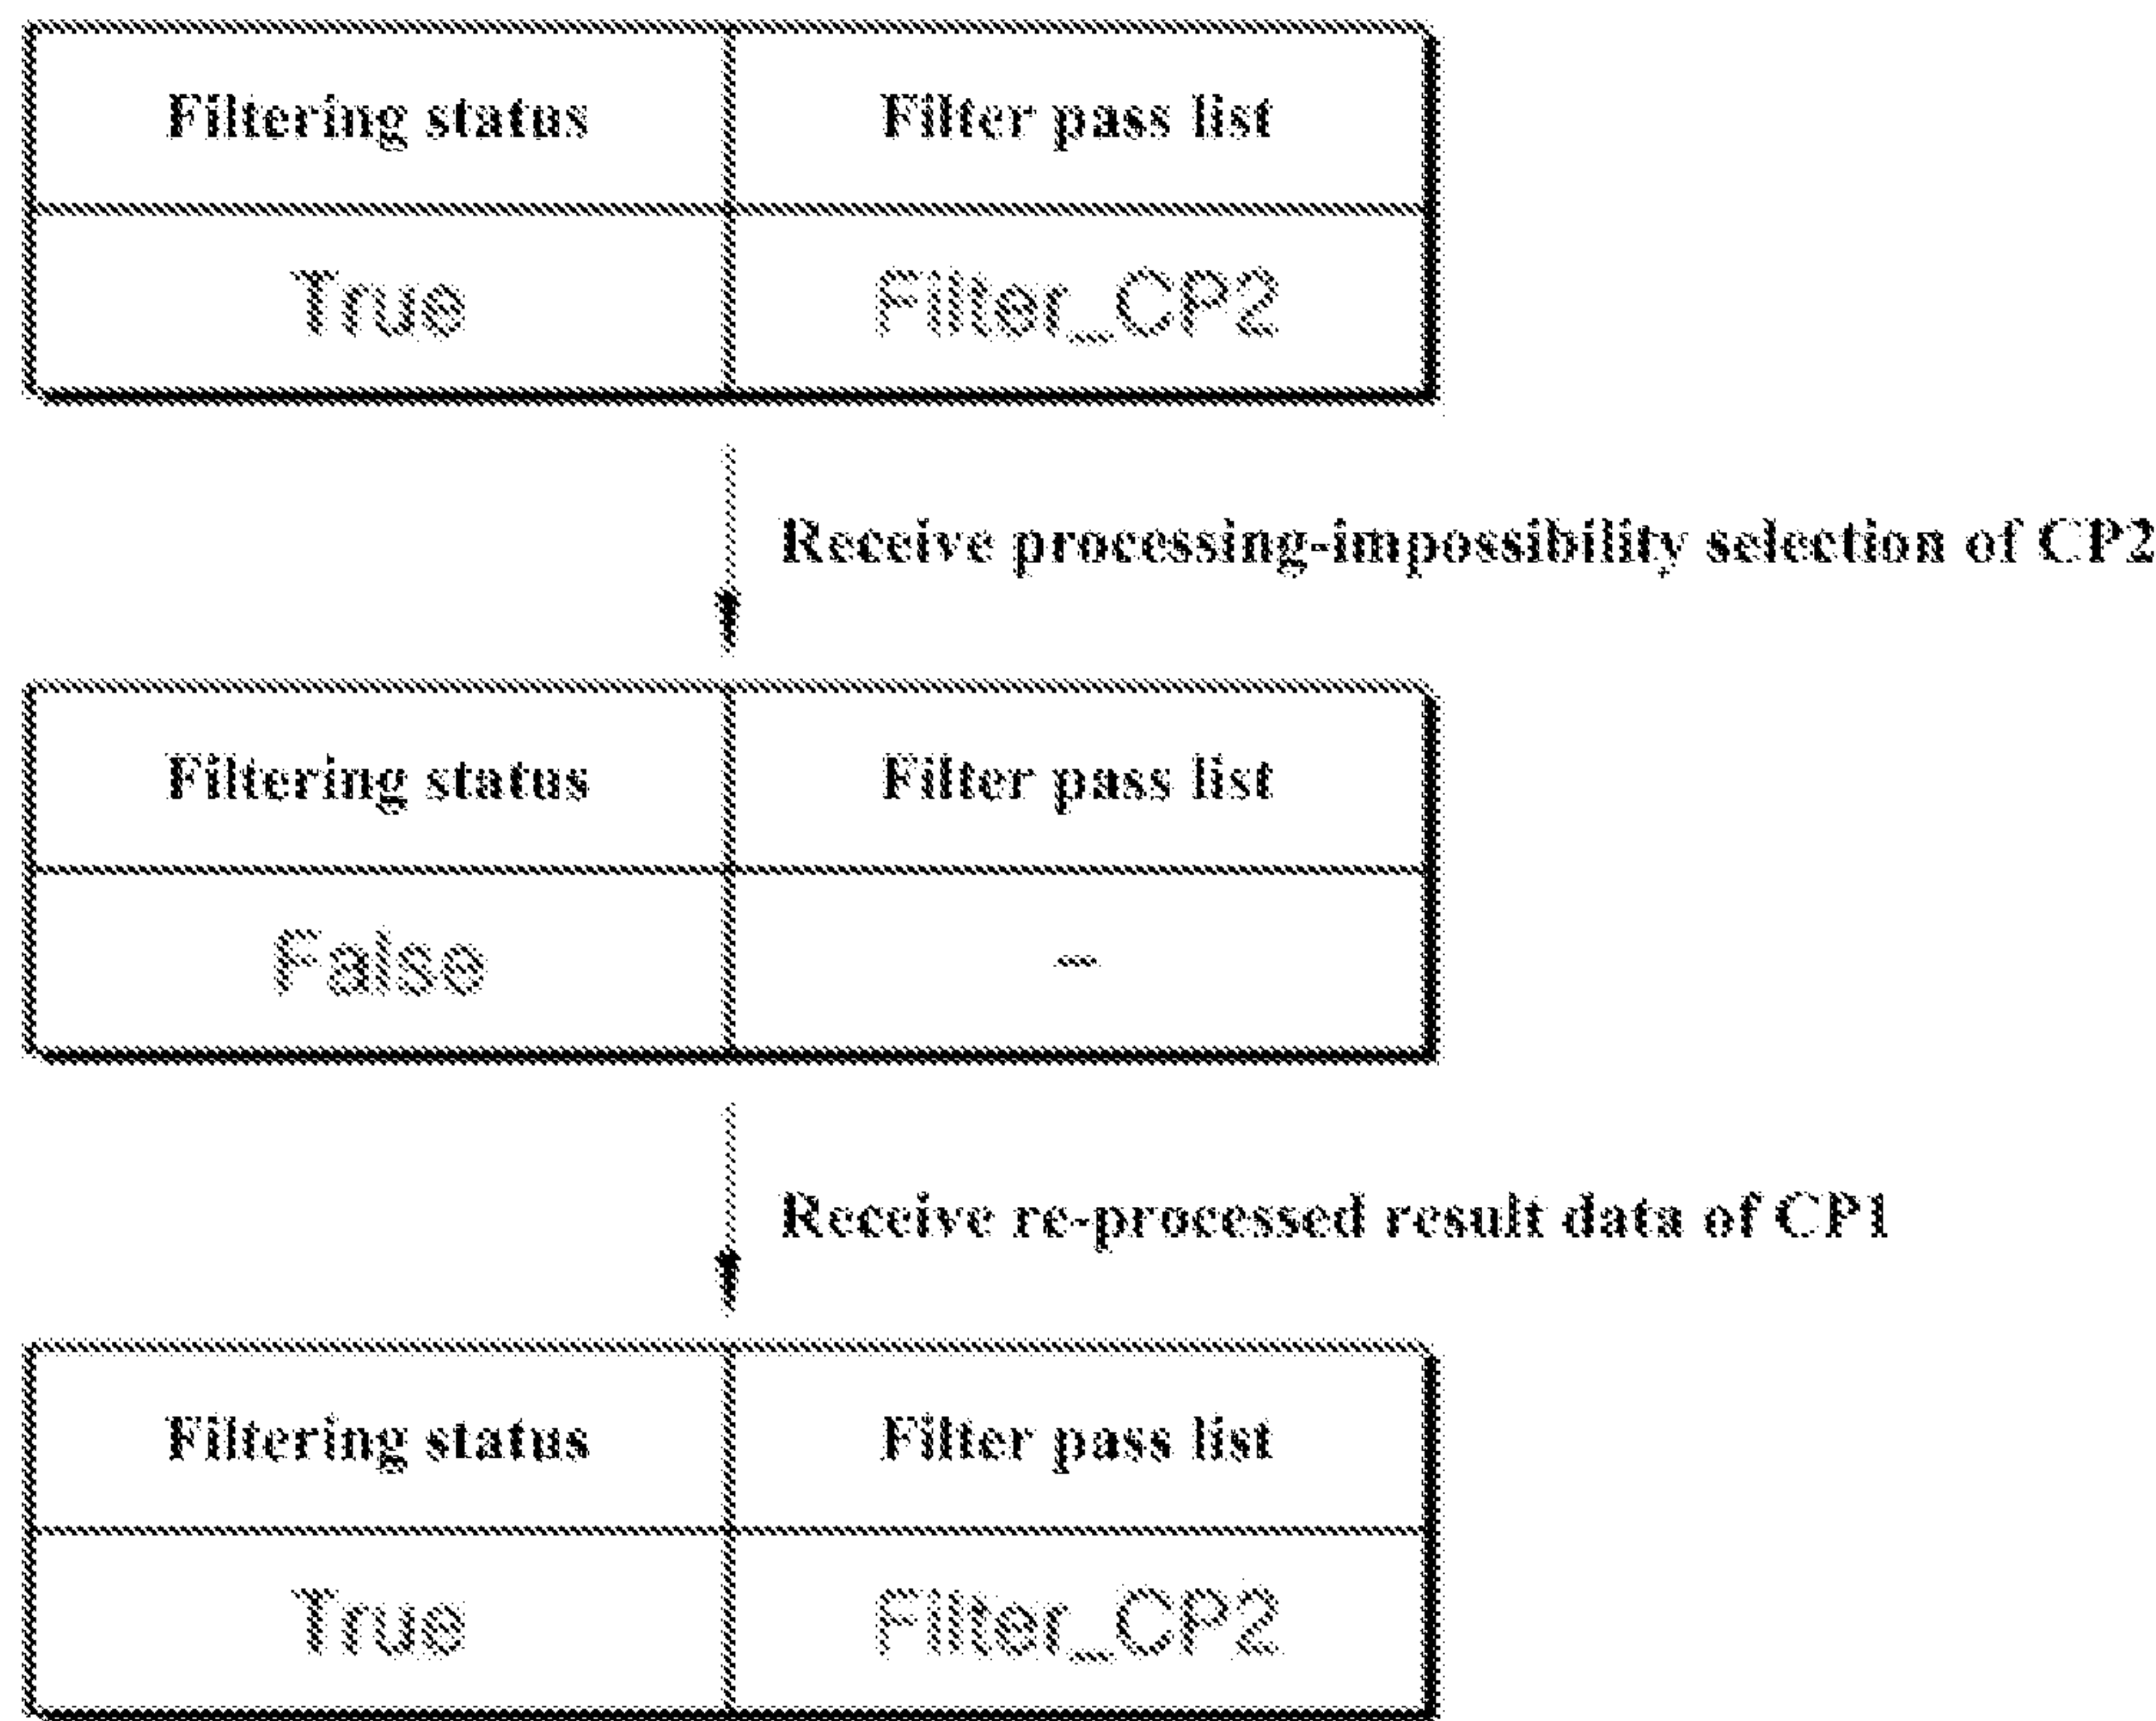 Filtering status Filter pass list
True Filter_CP2
Receive processing-impossibility selection of CP2
Filtering status Filter pass list
False -
Receive re-processed result data of CP1
Filtering status Filter pass list
True Filter_CP2